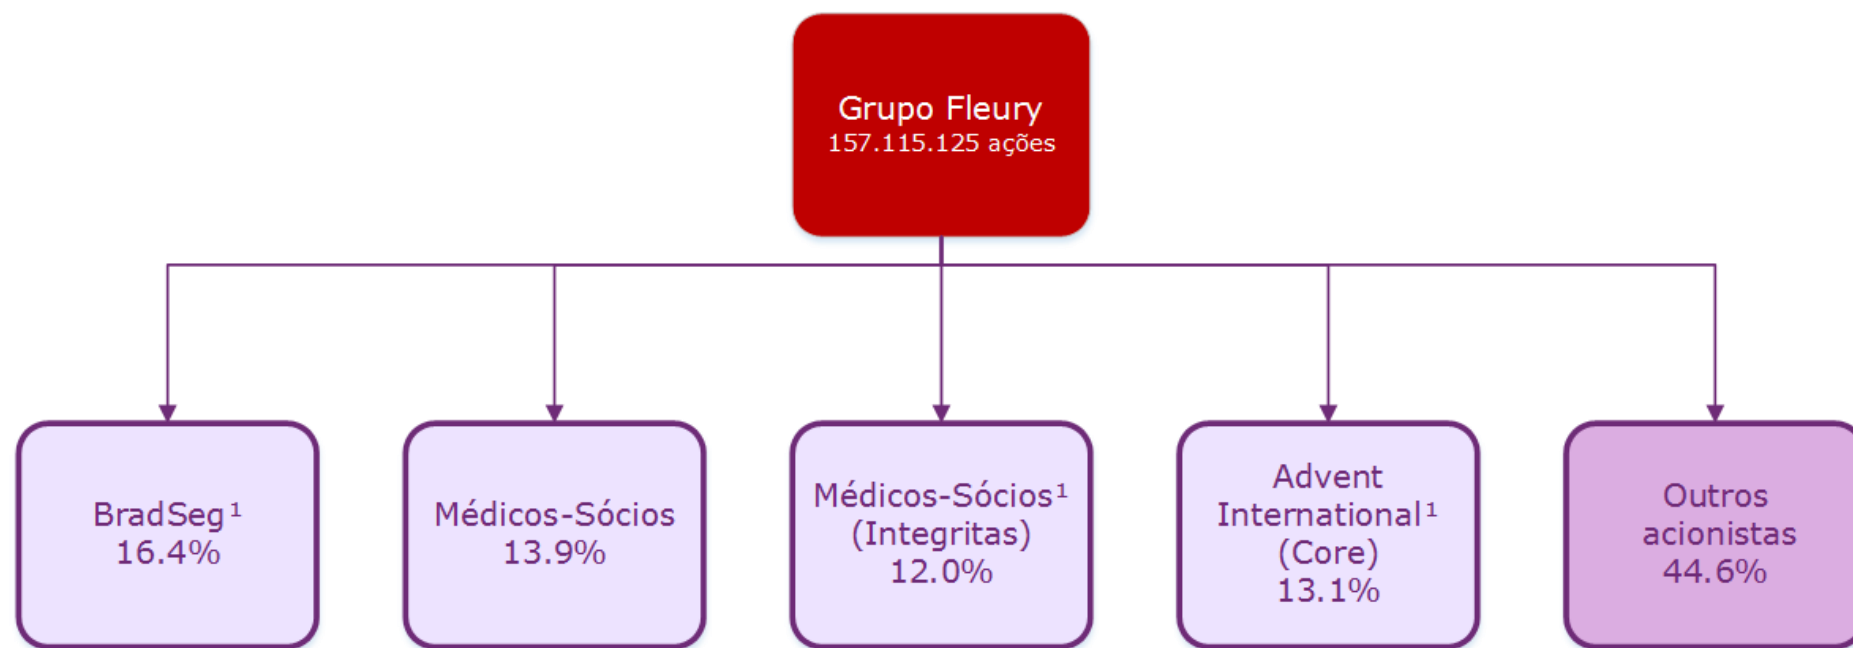 Grupo Fleury
157.115.125 ações
BradSeg¹
16.4%
Médicos-Sócios
13.9%
Médicos-Sócios¹
(Integritas)
12.0%
Advent
International¹
(Core)
13.1%
Outros
acionistas
44.6%